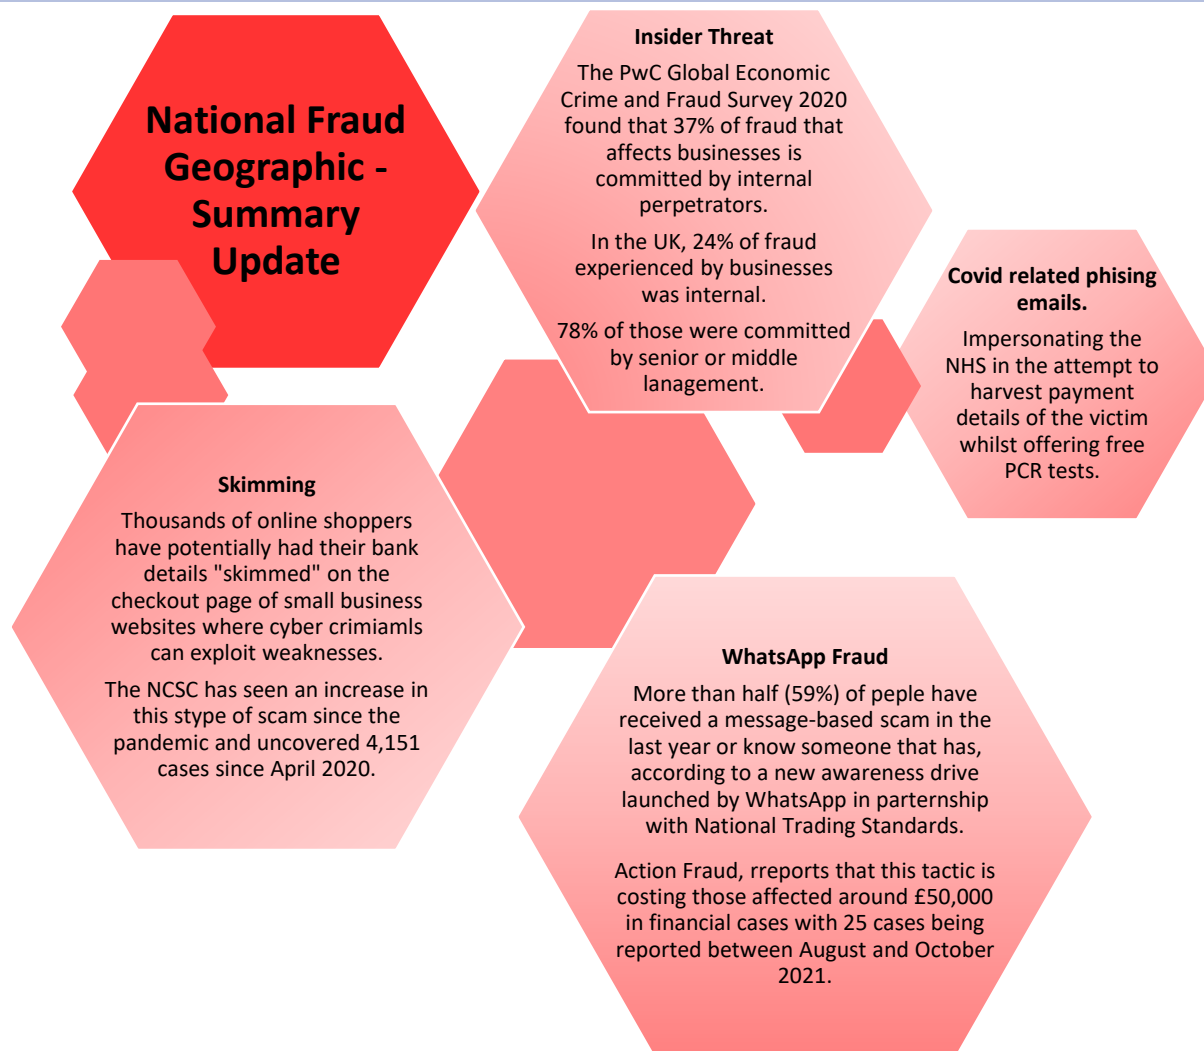 National Fraud
Geographic -
Summary
Update
Insider Threat
The PwC Global Economic
Crime and Fraud Survey 2020
found that 37% of fraud that
affects businesses is
committed by internal
perpetrators.
In the UK, 24% of fraud
experienced by businesses
was internal.
78% of those were committed
by senior or middle
lanagement.
Covid related phising
emails.
Impersonating the
NHS in the attempt to
harvest payment
details of the victim
whilst offering free
PCR tests.
Skimming
Thousands of online shoppers
have potentially had their bank
details "skimmed" on the
checkout page of small business
websites where cyber crimiamls
can exploit weaknesses.
The NCSC has seen an increase in
this stype of scam since the
pandemic and uncovered 4,151
cases since April 2020.
WhatsApp Fraud
More than half (59%) of peple have
received a message-based scam in the
last year or know someone that has,
according to a new awareness drive
launched by WhatsApp in parternship
with National Trading Standards.
Action Fraud, rreports that this tactic is
costing those affected around £50,000
in financial cases with 25 cases being
reported between August and October
2021.